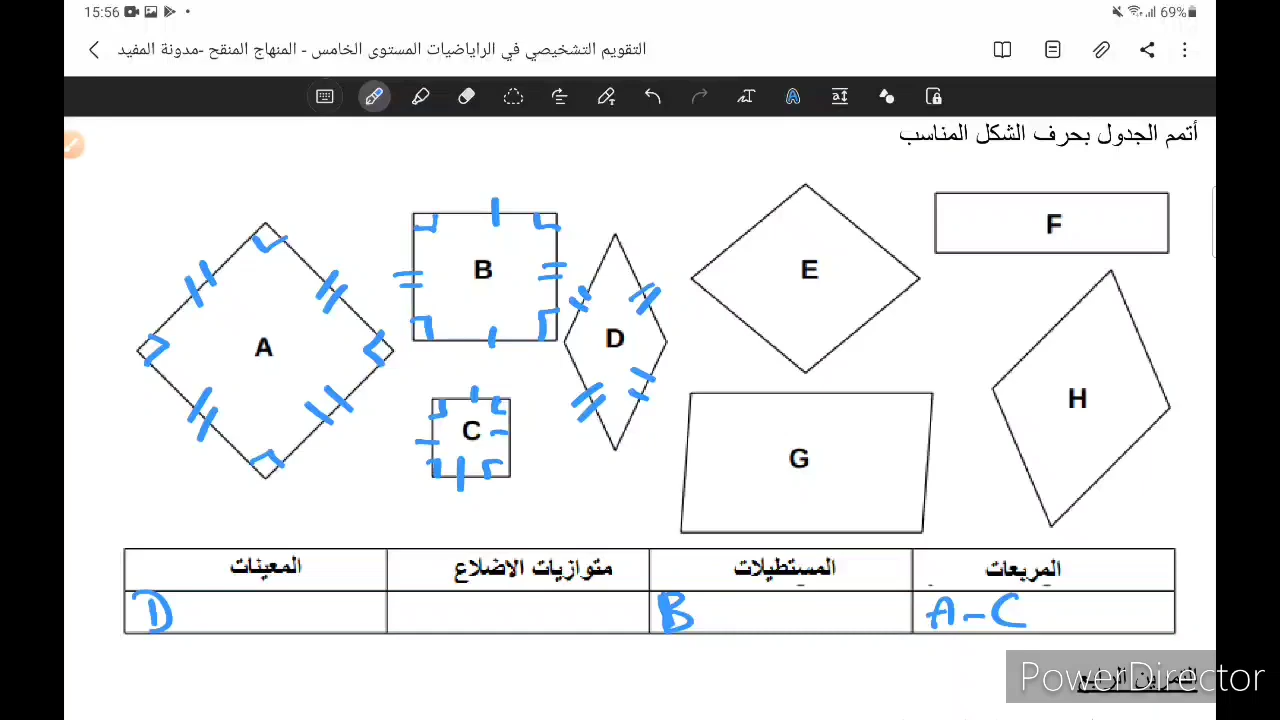 15:56
69%
التقويم التشخيصي في الراياضيات المستوى الخامس - المنهاج المنقح -مدونة المفيد
أتمم الجدول بحرف الشكل المناسب
A
B
C
D
E
F
G
H
المربعات المستطيلات متوازيات الاضلاع المعينات
A-C B D
PowerDirector